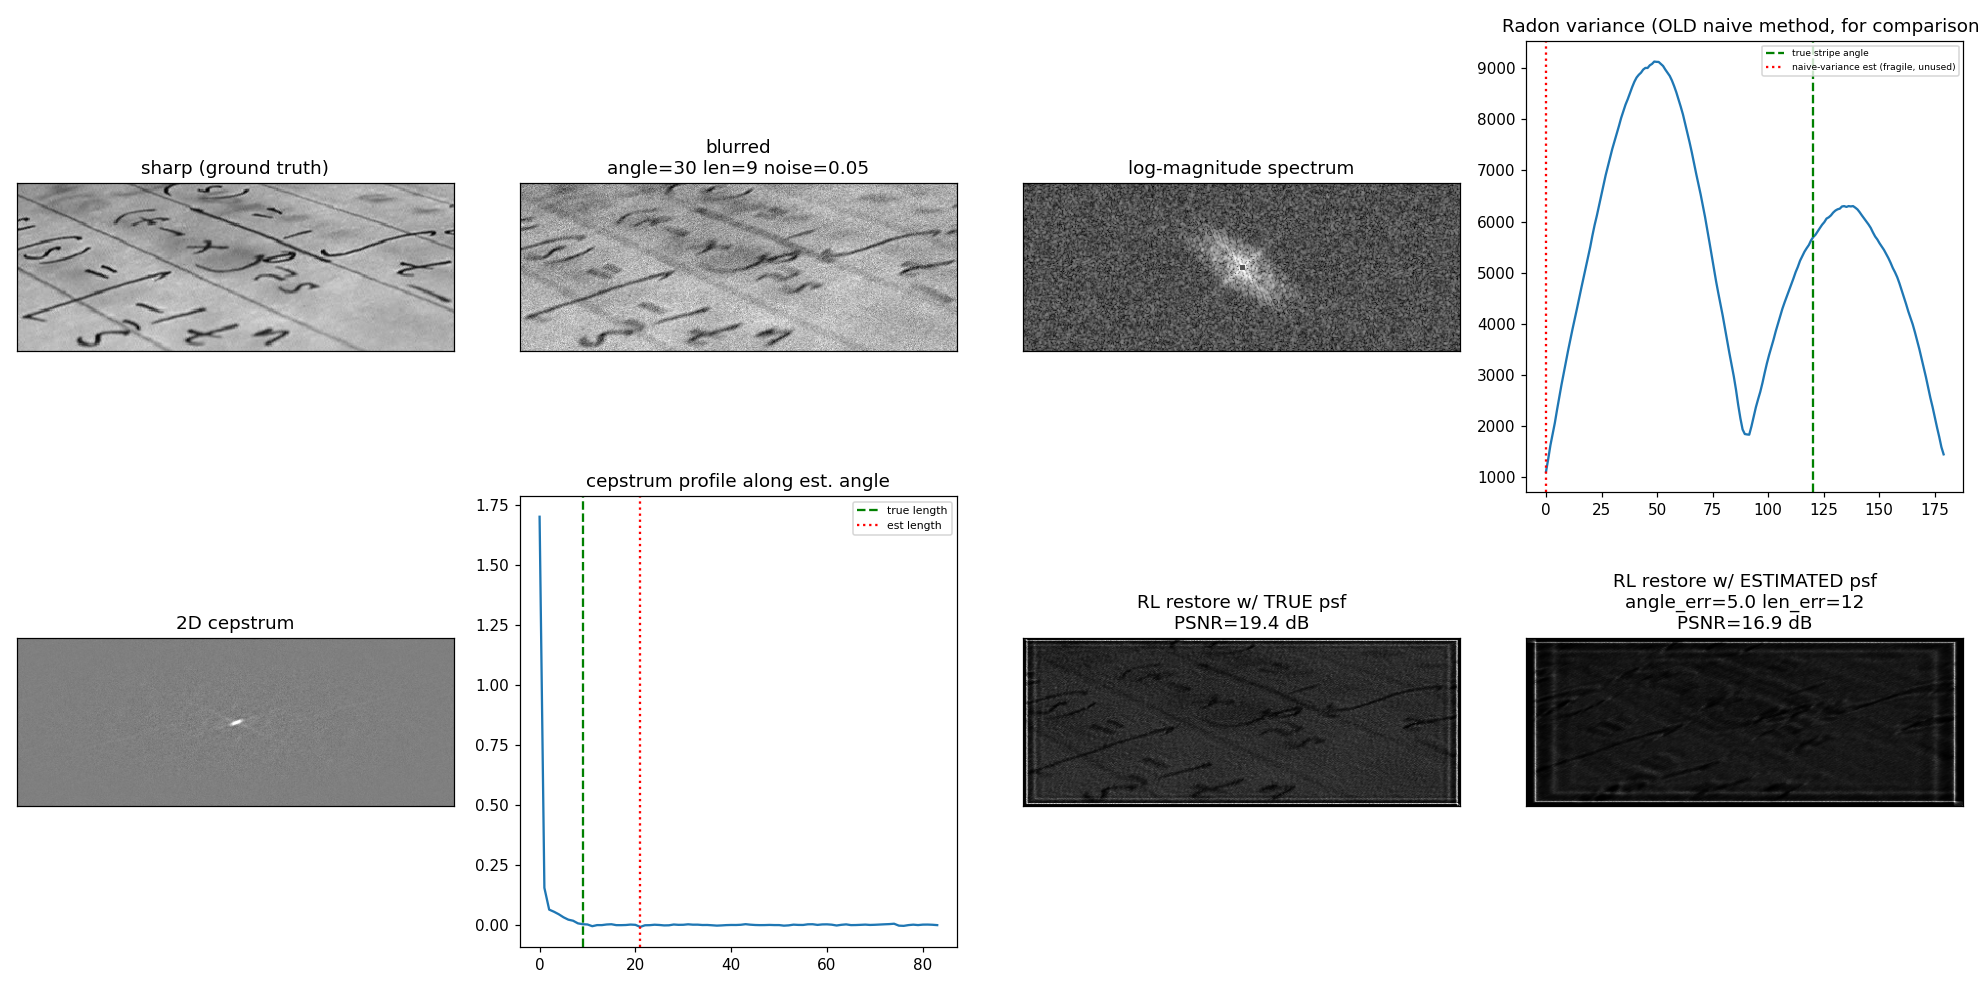 Radon variance (OLD naive method, for comparison
true stripe angle
naive-variance est (fragile, unused)
9000
8000
7000
6000
5000
4000
3000
2000
1000
0 25 50 75 100 125 150 175
sharp (ground truth)
blurred
angle=30 len=9 noise=0.05
log-magnitude spectrum
2D cepstrum
cepstrum profile along est. angle
true length
est length
1.75
1.50
1.25
1.00
0.75
0.50
0.25
0.00
0 20 40 60 80
RL restore w/ TRUE psf
PSNR=19.4 dB
RL restore w/ ESTIMATED psf
angle_err=5.0 len_err=12
PSNR=16.9 dB